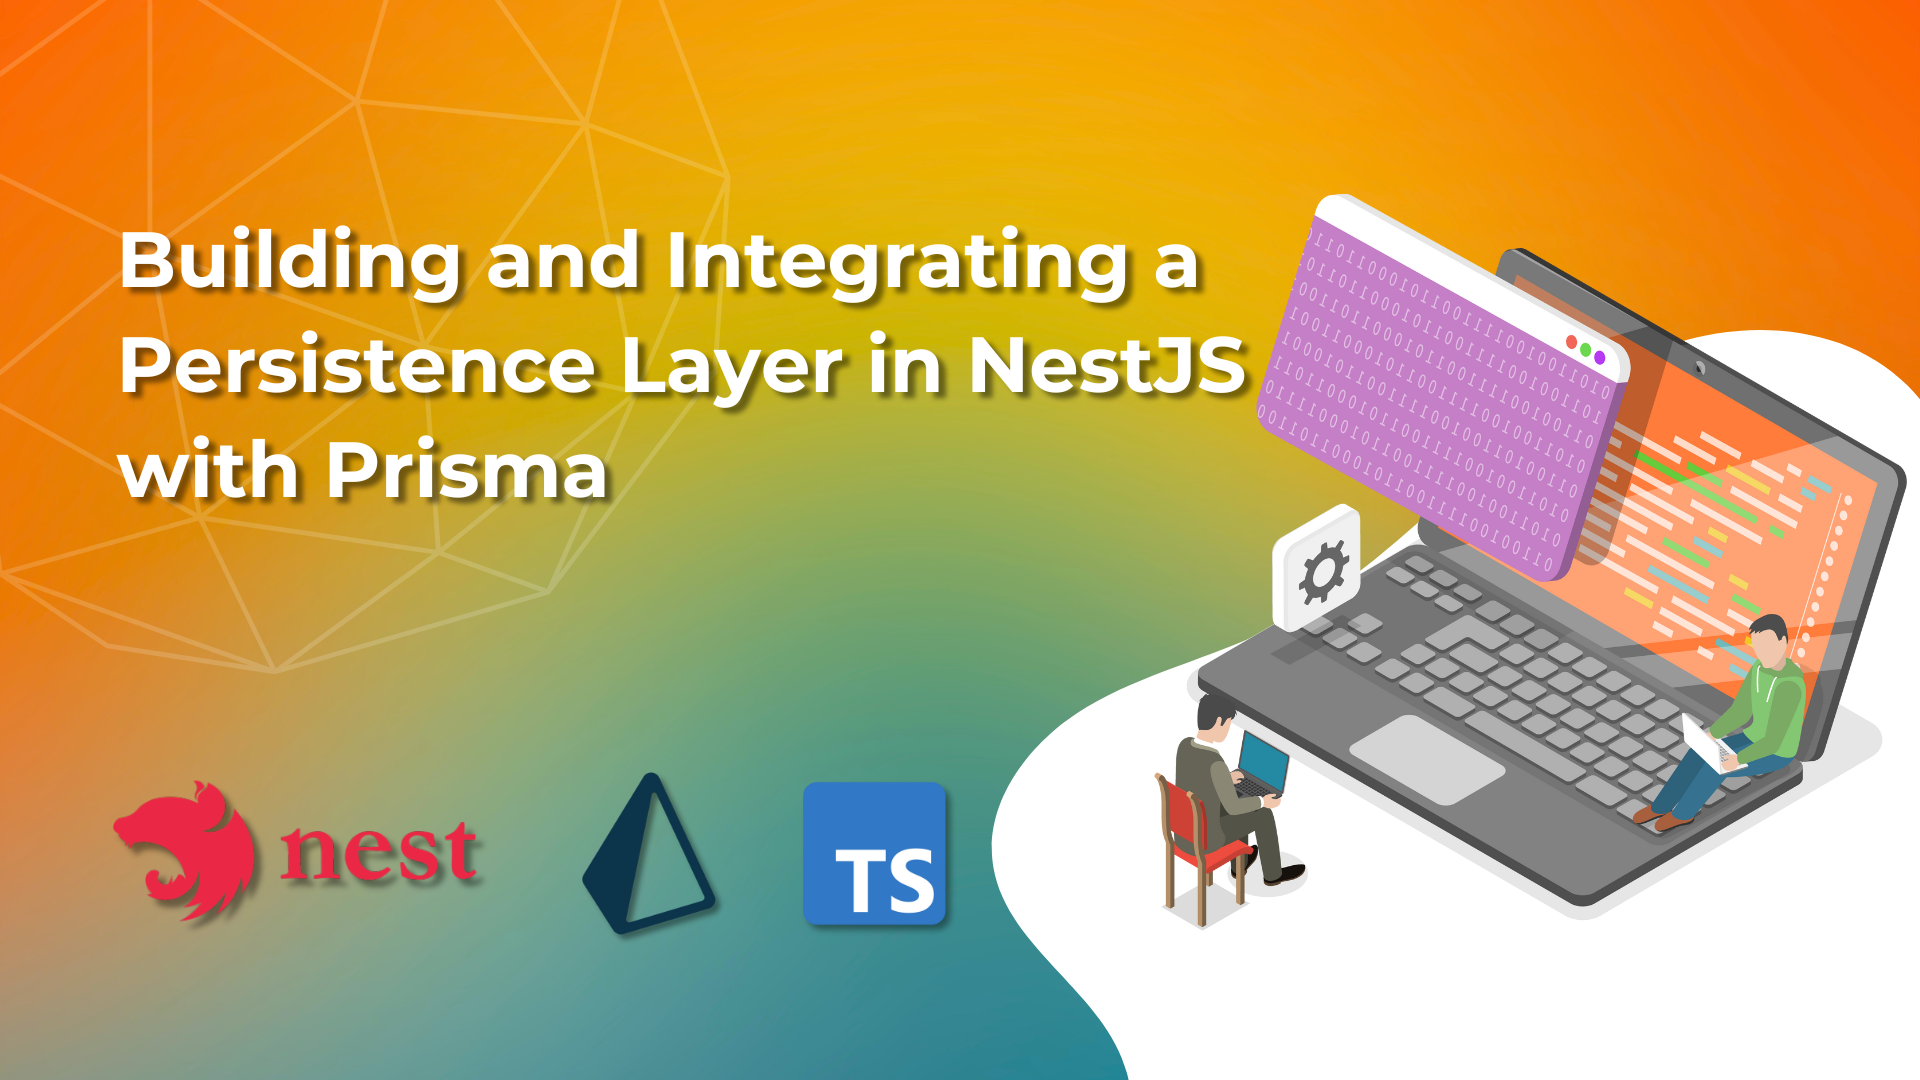 Building and Integrating a
Persistence Layer in NestJS
with Prisma
nest
TS